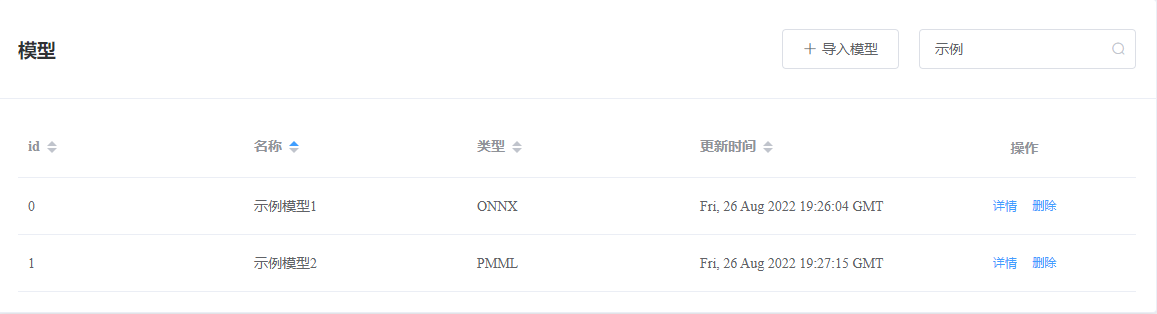 模型
导入模型
示例
id 名称 类型 更新时间 操作
0 示例模型1 ONNX Fri, 26 Aug 2022 19:26:04 GMT 详情 删除
1 示例模型2 PMML Fri, 26 Aug 2022 19:27:15 GMT 详情 删除